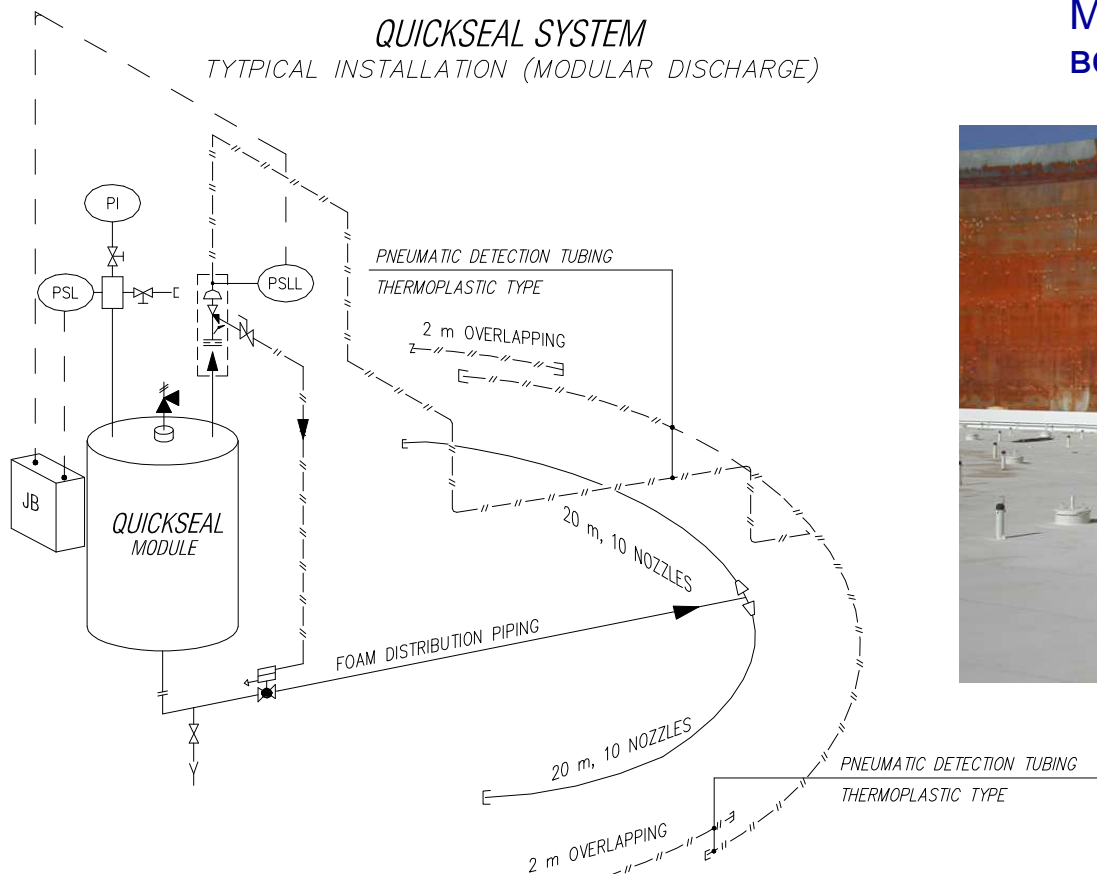 QUICKSEAL SYSTEM
TYTPICAL INSTALLATION (MODULAR DISCHARGE)
M
PI
PSL
PSLL
PNEUMATIC DETECTION TUBING
THERMOPLASTIC TYPE
2 m OVERLAPPING
JB
QUICKSEAL
MODULE
20 m, 10 NOZZLES
FOAM DISTRIBUTION PIPING
20 m, 10 NOZZLES
PNEUMATIC DETECTION TUBING
THERMOPLASTIC TYPE
2 m OVERLAPPING